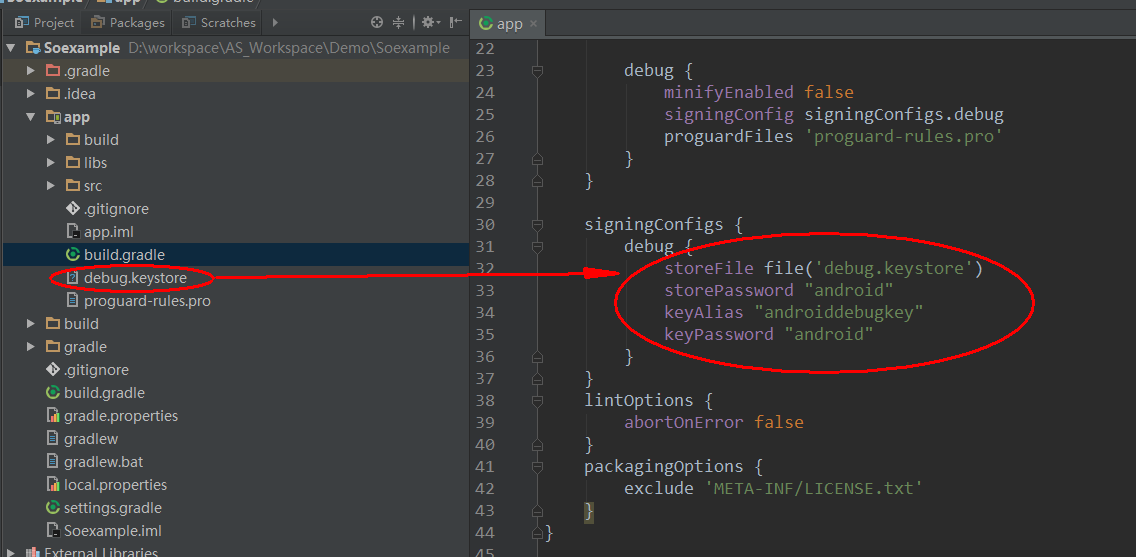 Soexample app build.gradle
Project Packages Scratches
Soexample D:\workspace\AS_Workspace\Demo\Soexample
.gradle
.idea
app
build
libs
src
.gitignore
app.iml
build.gradle
debug.keystore
proguard-rules.pro
build
gradle
.gitignore
build.gradle
gradle.properties
gradlew
gradlew.bat
local.properties
settings.gradle
Soexample.iml
External Libraries
app
22
23 debug {
24 minifyEnabled false
25 signingConfig signingConfigs.debug
26 proguardFiles 'proguard-rules.pro'
27 }
28 }
29
30 signingConfigs {
31 debug {
32 storeFile file('debug.keystore')
33 storePassword "android"
34 keyAlias "androiddebugkey"
35 keyPassword "android"
36 }
37 }
38 lintOptions {
39 abortOnError false
40 }
41 packagingOptions {
42 exclude 'META-INF/LICENSE.txt'
43 }
44 }
45